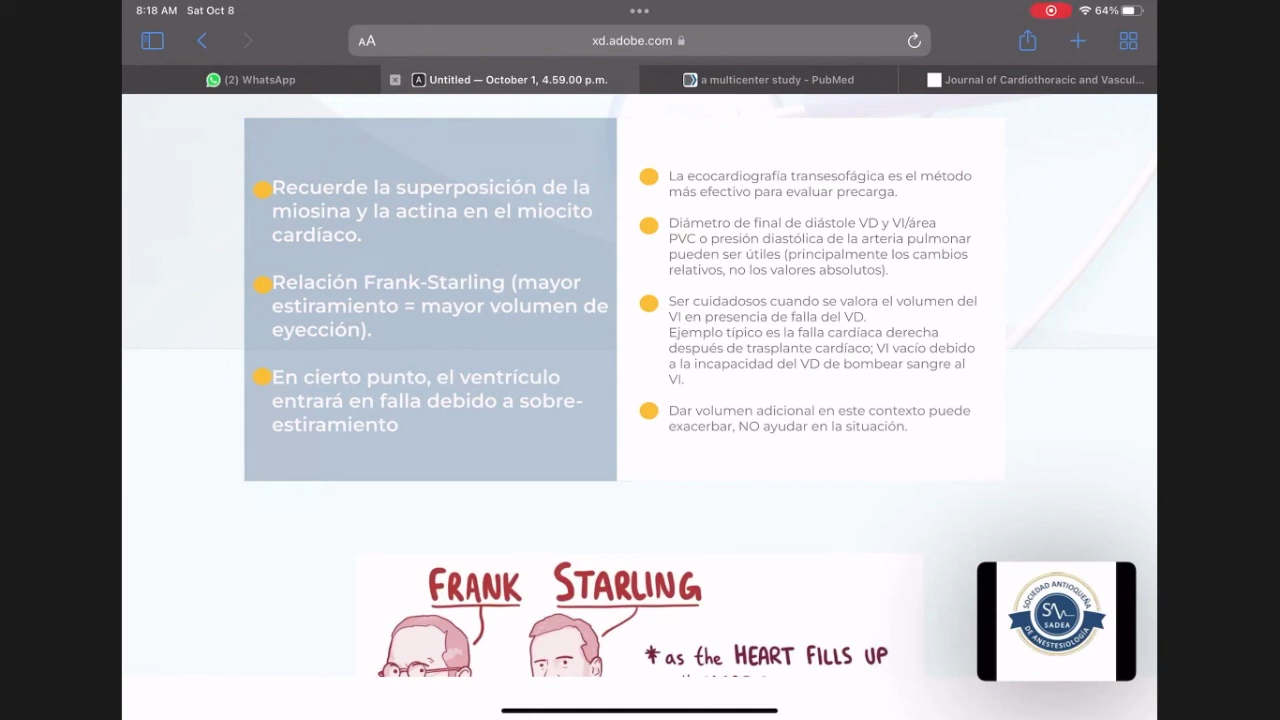 8:18 AM Sat Oct 8
64%
AA
xd.adobe.com
(2) WhatsApp
Untitled — October 1, 4.59.00 p.m.
a multicenter study - PubMed
Journal of Cardiothoracic and Vascul...
Recuerde la superposición de la
miosina y la actina en el miocito
cardíaco.
Relación Frank-Starling (mayor
estiramiento = mayor volumen de
eyección).
En cierto punto, el ventrículo
entrará en falla debido a sobre-
estiramiento
La ecocardiografía transesofágica es el método
más efectivo para evaluar precarga.
Diámetro de final de diástole VD y VI/área
PVC o presión diastólica de la arteria pulmonar
pueden ser útiles (principalmente los cambios
relativos, no los valores absolutos).
Ser cuidadosos cuando se valora el volumen del
VI en presencia de falla del VD.
Ejemplo típico es la falla cardíaca derecha
después de trasplante cardíaco; VI vacío debido
a la incapacidad del VD de bombear sangre al
VI.
Dar volumen adicional en este contexto puede
exacerbar, NO ayudar en la situación.
FRANK STARLING
*as the HEART FILLS UP
SOCIEDAD ANTIOQUEÑA
SADEA
DE ANESTESIOLOGÍA